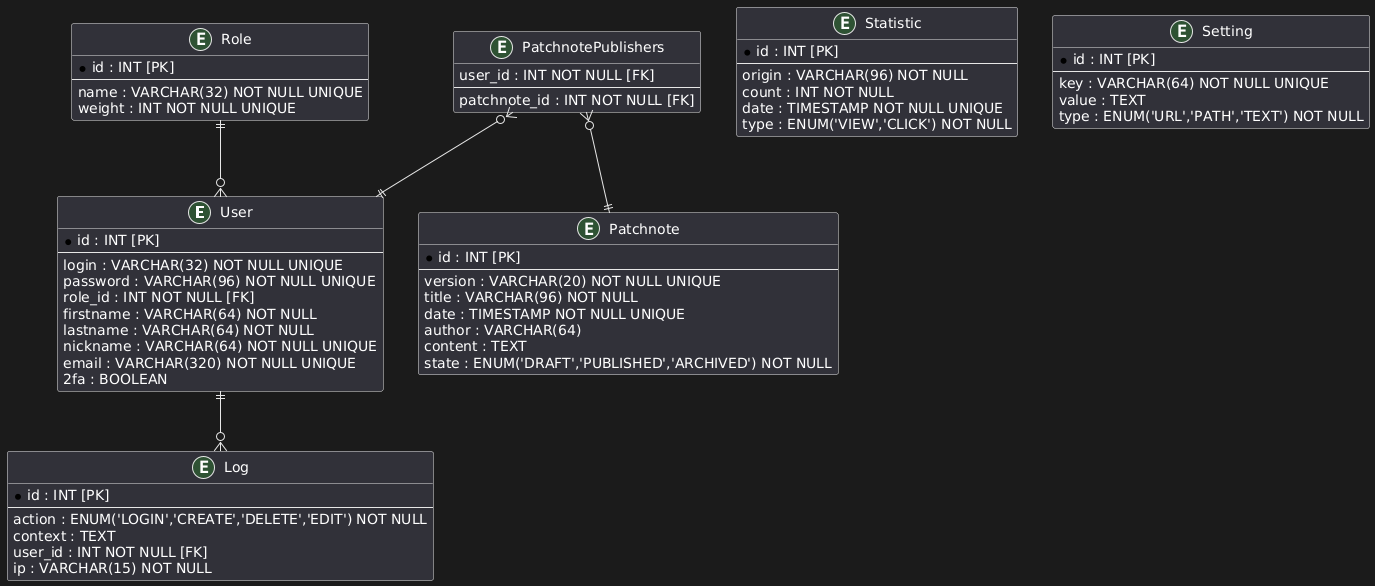 E Role
id : INT [PK]
name : VARCHAR(32) NOT NULL UNIQUE
weight : INT NOT NULL UNIQUE
E PatchnotePublishers
user_id : INT NOT NULL [FK]
patchnote_id : INT NOT NULL [FK]
E Statistic
id : INT [PK]
origin : VARCHAR(96) NOT NULL
count : INT NOT NULL
date : TIMESTAMP NOT NULL UNIQUE
type : ENUM('VIEW','CLICK') NOT NULL
E Setting
id : INT [PK]
key : VARCHAR(64) NOT NULL UNIQUE
value : TEXT
type : ENUM('URL','PATH','TEXT') NOT NULL
E User
id : INT [PK]
login : VARCHAR(32) NOT NULL UNIQUE
password : VARCHAR(96) NOT NULL UNIQUE
role_id : INT NOT NULL [FK]
firstname : VARCHAR(64) NOT NULL
lastname : VARCHAR(64) NOT NULL
nickname : VARCHAR(64) NOT NULL UNIQUE
email : VARCHAR(320) NOT NULL UNIQUE
2fa : BOOLEAN
E Patchnote
id : INT [PK]
version : VARCHAR(20) NOT NULL UNIQUE
title : VARCHAR(96) NOT NULL
date : TIMESTAMP NOT NULL UNIQUE
author : VARCHAR(64)
content : TEXT
state : ENUM('DRAFT','PUBLISHED','ARCHIVED') NOT NULL
E Log
id : INT [PK]
action : ENUM('LOGIN','CREATE','DELETE','EDIT') NOT NULL
context : TEXT
user_id : INT NOT NULL [FK]
ip : VARCHAR(15) NOT NULL